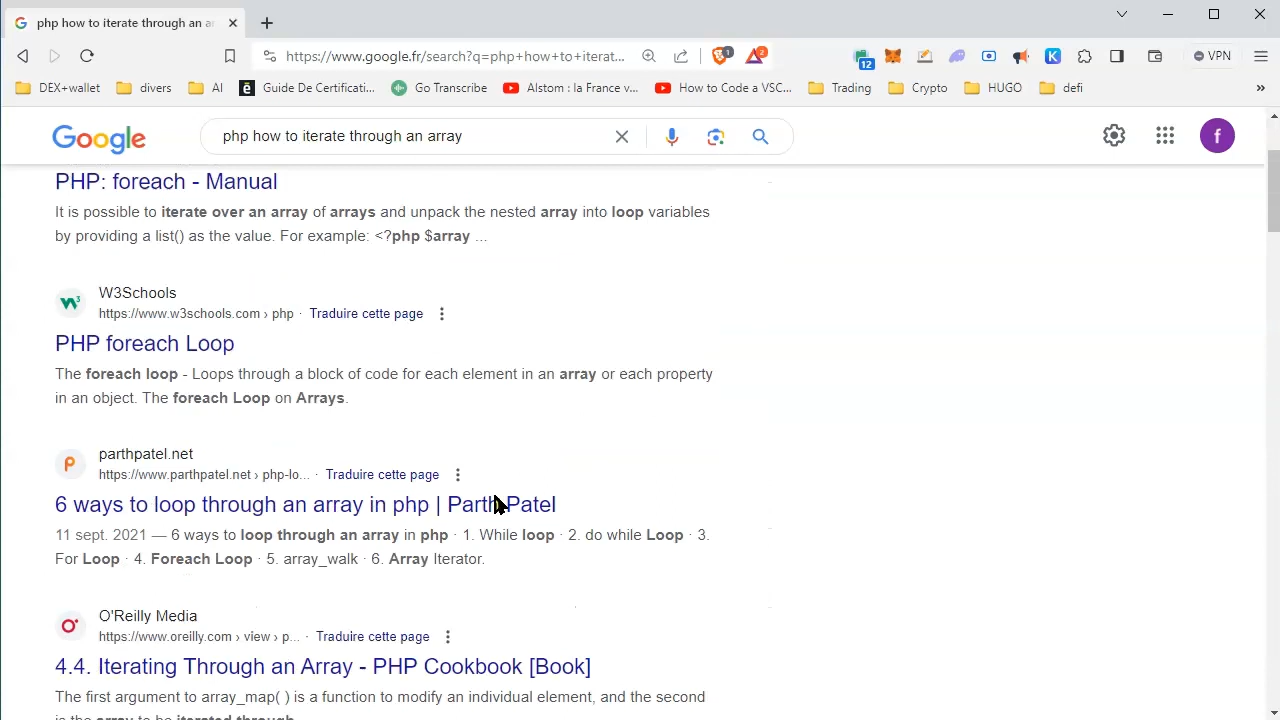 php how to iterate through an a
https://www.google.fr/search?q=php+how+to+iterat...
1
2
12
K
VPN
DEX+wallet
divers
AI
ē
Guide De Certificati...
Go Transcribe
Alstom : la France v...
How to Code a VSC...
Trading
Crypto
HUGO
defi
»
Google
php how to iterate through an array
f
PHP: foreach - Manual
It is possible to iterate over an array of arrays and unpack the nested array into loop variables
by providing a list() as the value. For example: <?php $array ...
W3Schools
https://www.w3schools.com › php · Traduire cette page
PHP foreach Loop
The foreach loop - Loops through a block of code for each element in an array or each property
in an object. The foreach Loop on Arrays.
parthpatel.net
https://www.parthpatel.net › php-lo... · Traduire cette page
6 ways to loop through an array in php | Parth Patel
11 sept. 2021 — 6 ways to loop through an array in php · 1. While loop · 2. do while Loop · 3.
For Loop · 4. Foreach Loop · 5. array_walk · 6. Array Iterator.
O'Reilly Media
https://www.oreilly.com › view › p... · Traduire cette page
4.4. Iterating Through an Array - PHP Cookbook [Book]
The first argument to array_map( ) is a function to modify an individual element, and the second
is the array to be iterated through.